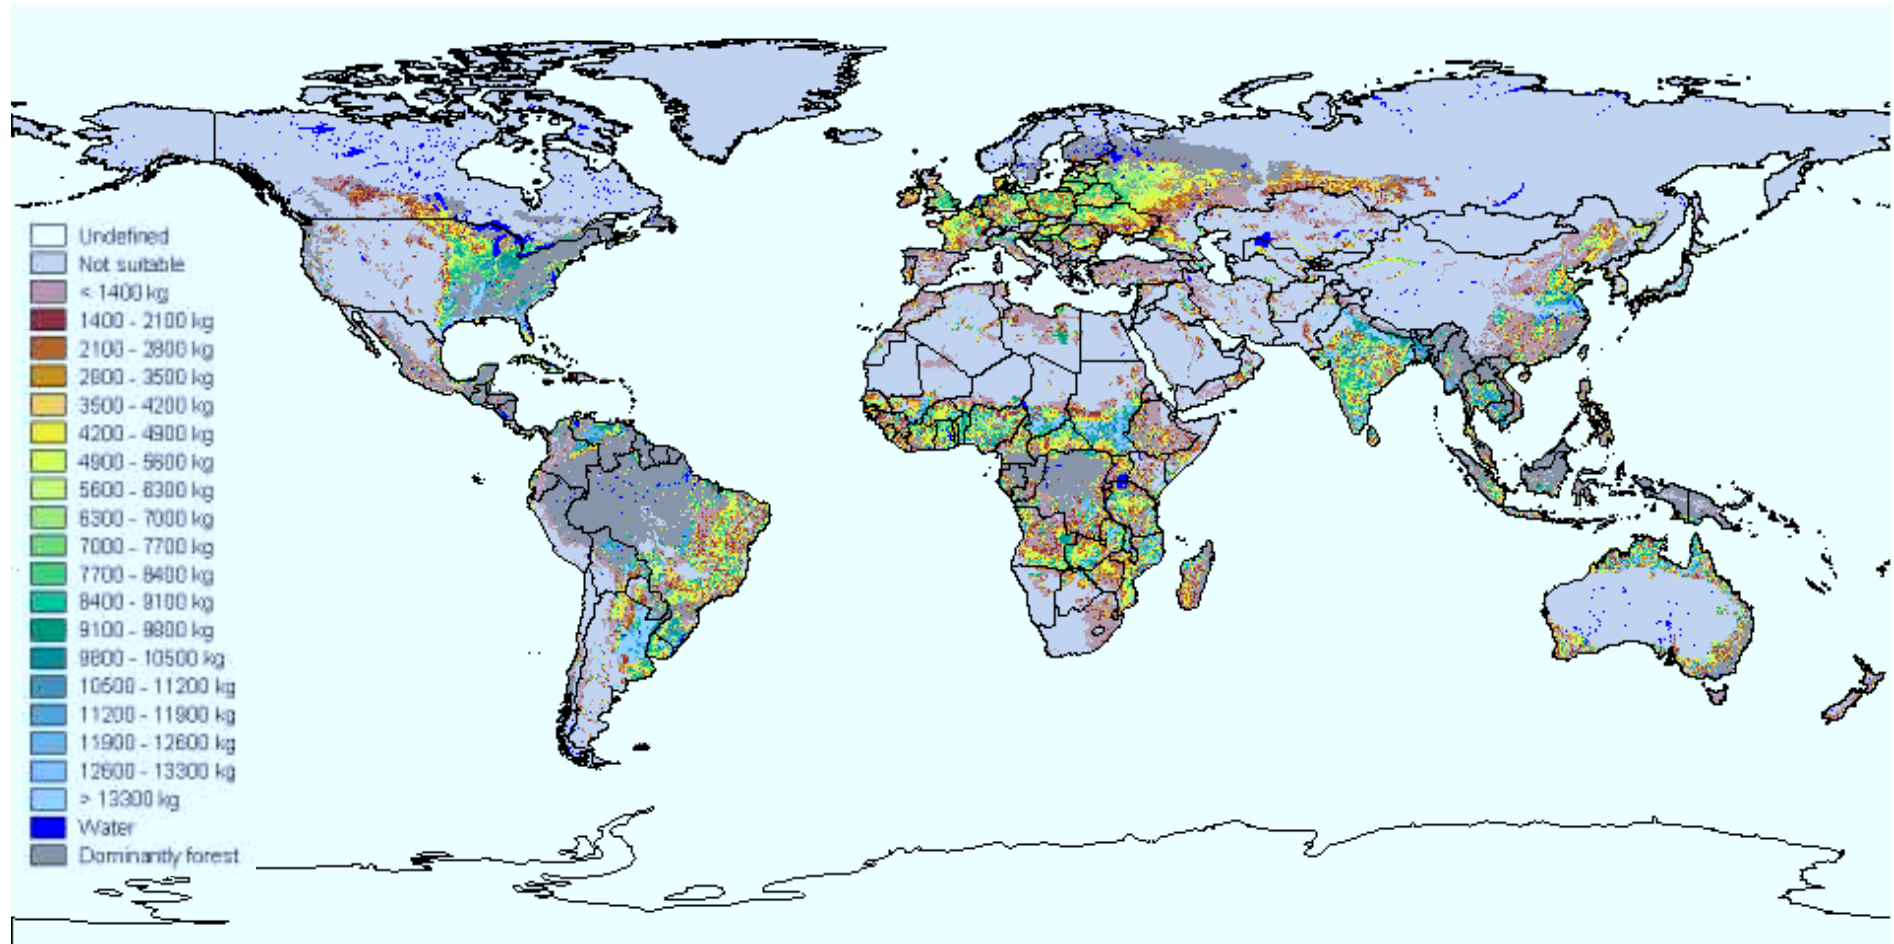 Undefined
Not suitable
< 1400 kg
1400 - 2100 kg
2100 - 2800 kg
2800 - 3500 kg
3500 - 4200 kg
4200 - 4900 kg
4900 - 5600 kg
5600 - 6300 kg
6300 - 7000 kg
7000 - 7700 kg
7700 - 8400 kg
8400 - 9100 kg
9100 - 9800 kg
9800 - 10500 kg
10500 - 11200 kg
11200 - 11900 kg
11900 - 12600 kg
12600 - 13300 kg
> 13300 kg
Water
Dominantly forest